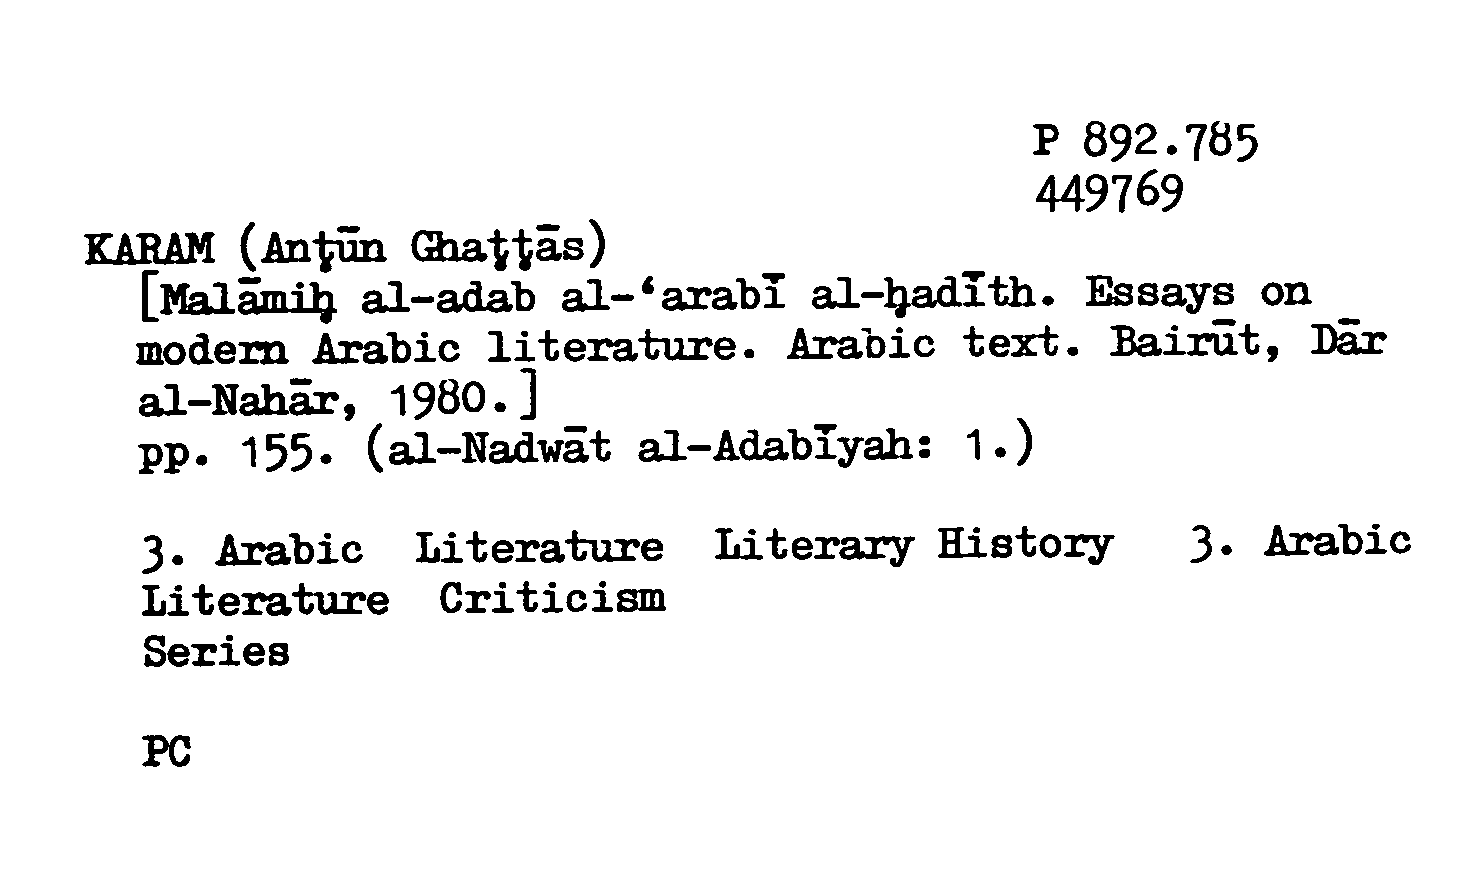 P 892.785
449769
KARAM (Anṭūn Ghaṭṭās)
[Malāmiḥ al-adab al-‘arabī al-ḥadīth. Essays on
modern Arabic literature. Arabic text. Bairūt, Dār
al-Nahār, 1980.]
pp. 155. (al-Nadwāt al-Adabīyah: 1.)
3. Arabic Literature Literary History 3. Arabic
Literature Criticism
Series
PC